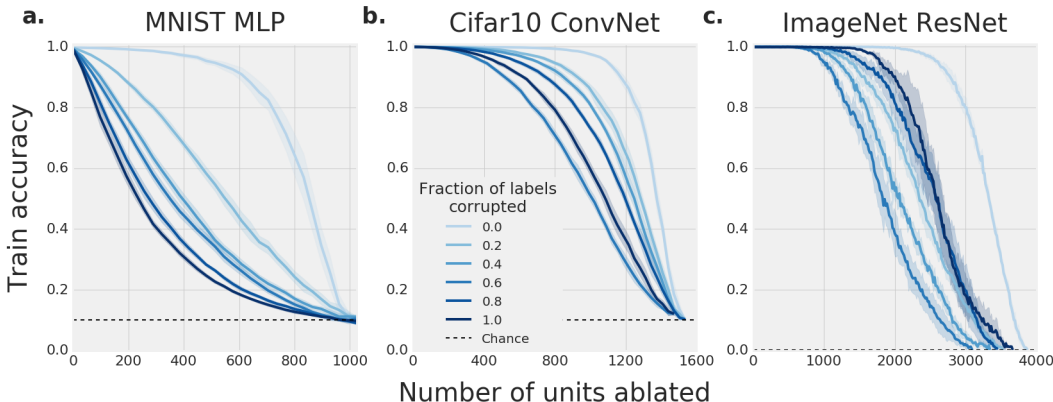 a. MNIST MLP
b. Cifar10 ConvNet
c. ImageNet ResNet
Train accuracy
1.0
0.8
0.6
0.4
0.2
0.0
0 200 400 600 800 1000
1.0
0.8
0.6
0.4
0.2
0.0
0 400 800 1200 1600
Fraction of labels
corrupted
0.0
0.2
0.4
0.6
0.8
1.0
Chance
1.0
0.8
0.6
0.4
0.2
0.0
0 1000 2000 3000 4000
Number of units ablated